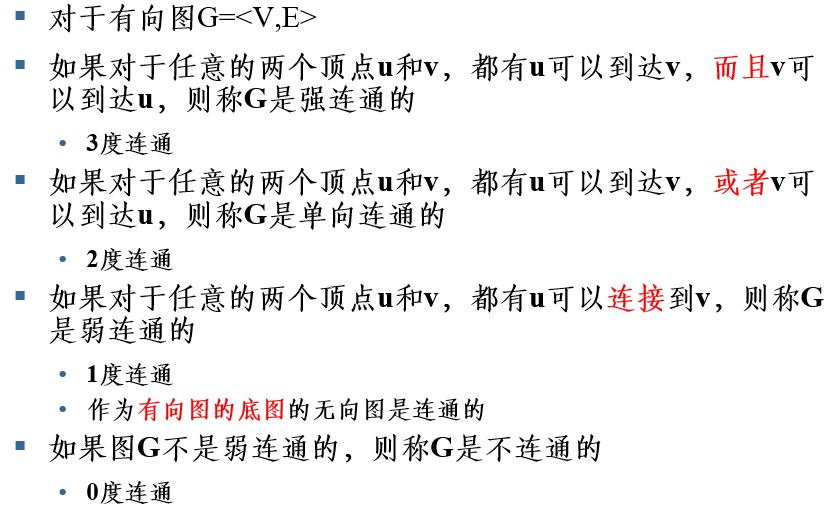 ▪ 对于有向图G=<V,E>
▪ 如果对于任意的两个顶点u和v，都有u可以到达v，而且v可
以到达u，则称G是强连通的
• 3度连通
▪ 如果对于任意的两个顶点u和v，都有u可以到达v，或者v可
以到达u，则称G是单向连通的
• 2度连通
▪ 如果对于任意的两个顶点u和v，都有u可以连接到v，则称G
是弱连通的
• 1度连通
• 作为有向图的底图的无向图是连通的
▪ 如果图G不是弱连通的，则称G是不连通的
• 0度连通